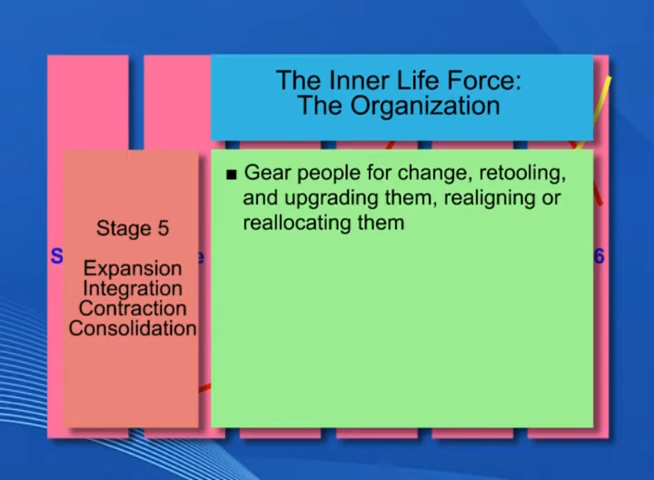 The Inner Life Force:
The Organization
■ Gear people for change, retooling,
and upgrading them, realigning or
reallocating them
Stage 5
Expansion
Integration
Contraction
Consolidation
S
e
6